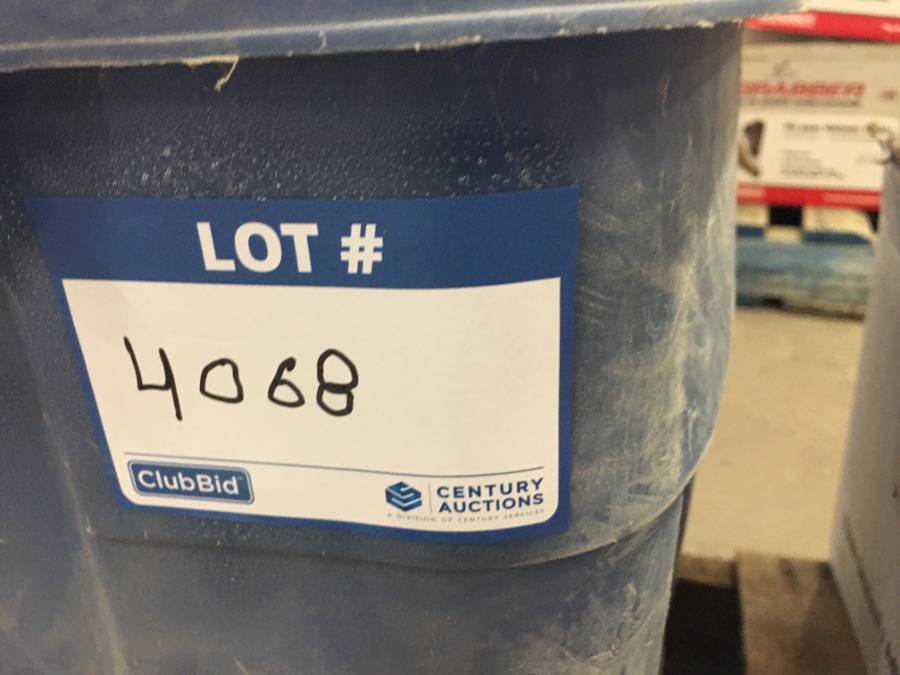 LOT #
4068
ClubBid
CENTURY
AUCTIONS
A DIVISION OF CENTURY SERVICES